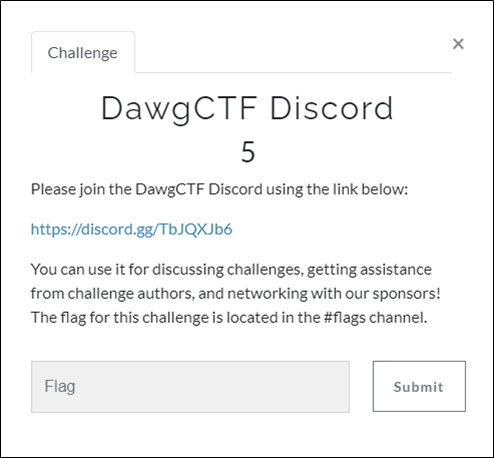 Challenge
×
DawgCTF Discord
5
Please join the DawgCTF Discord using the link below:
https://discord.gg/TbJQXJb6
You can use it for discussing challenges, getting assistance
from challenge authors, and networking with our sponsors!
The flag for this challenge is located in the #flags channel.
Flag
Submit